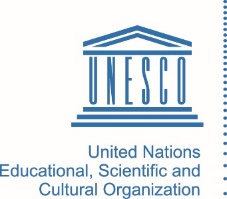 UNESCO
United Nations
Educational, Scientific and
Cultural Organization